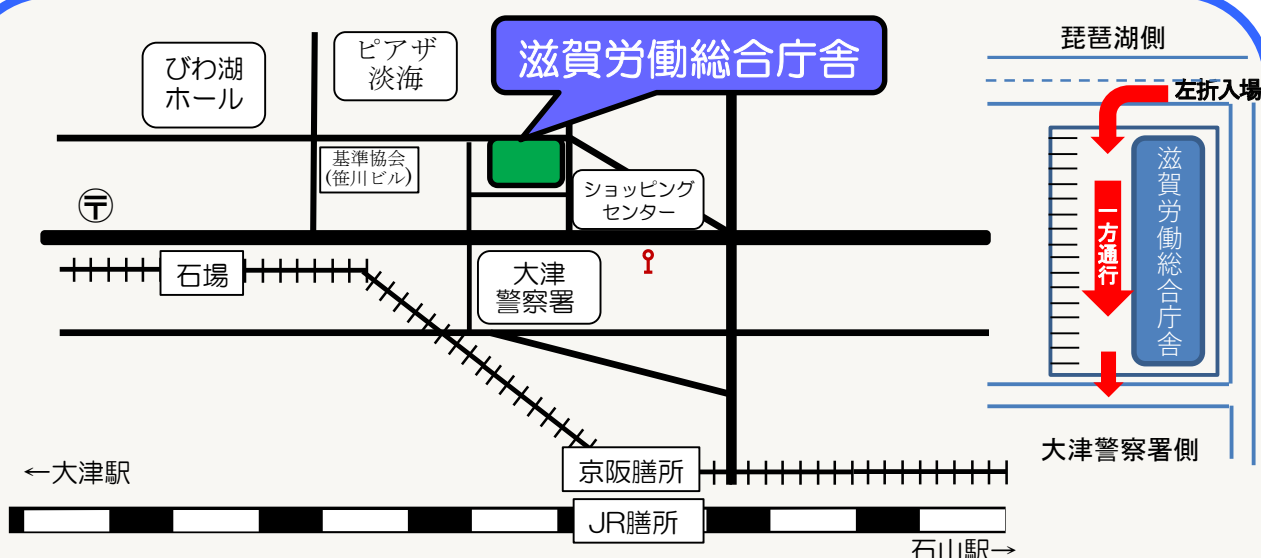 滋賀労働総合庁舎
びわ湖
ホール
ピアザ
淡海
基準協会
(笹川ビル)
ショッピング
センター
〒
石場
大津
警察署
京阪膳所
←大津駅
JR膳所
石山駅→
琵琶湖側
左折入場
一方通行
滋賀労働総合庁舎
大津警察署側